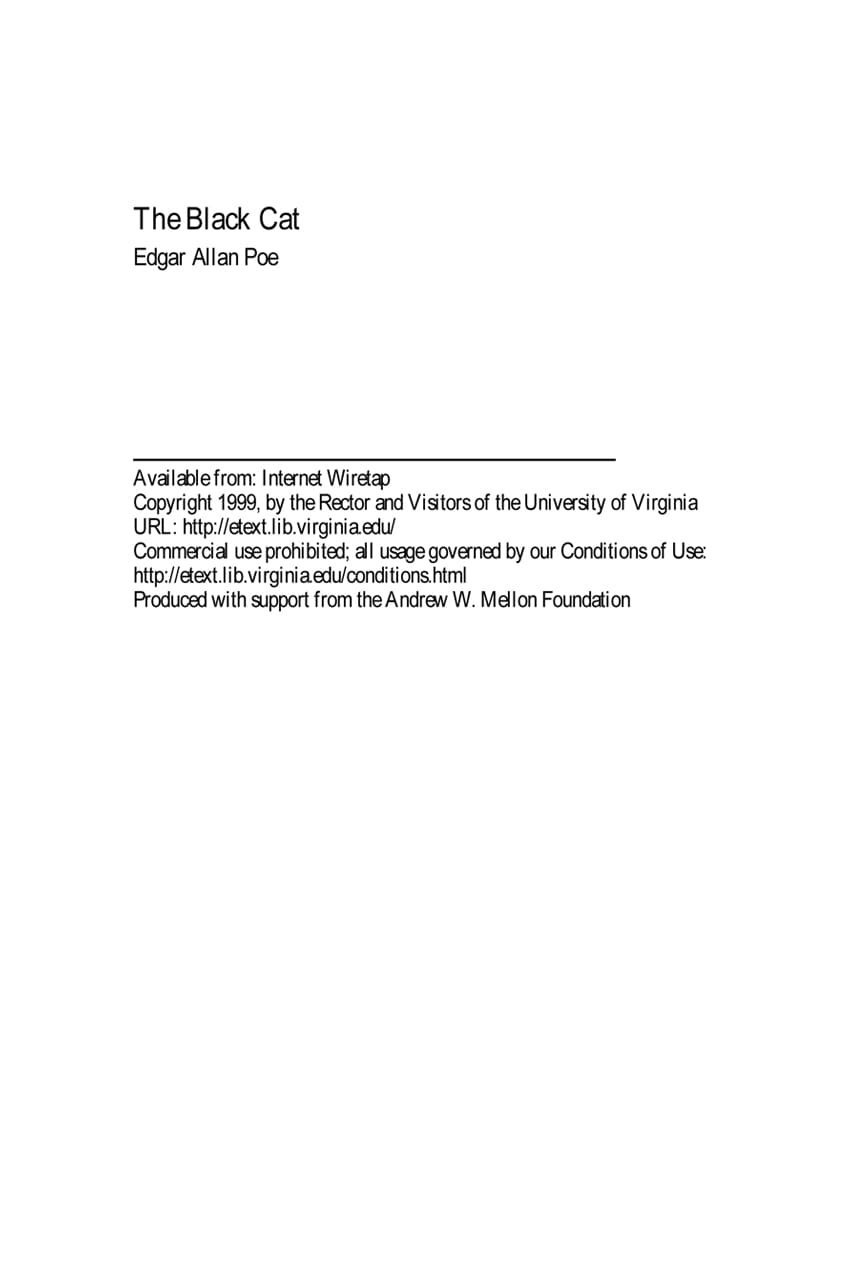 The Black Cat
Edgar Allan Poe
Available from: Internet Wiretap
Copyright 1999, by the Rector and Visitors of the University of Virginia
URL: http://etext.lib.virginia.edu/
Commercial use prohibited; all usage governed by our Conditions of Use:
http://etext.lib.virginia.edu/conditions.html
Produced with support from the Andrew W. Mellon Foundation